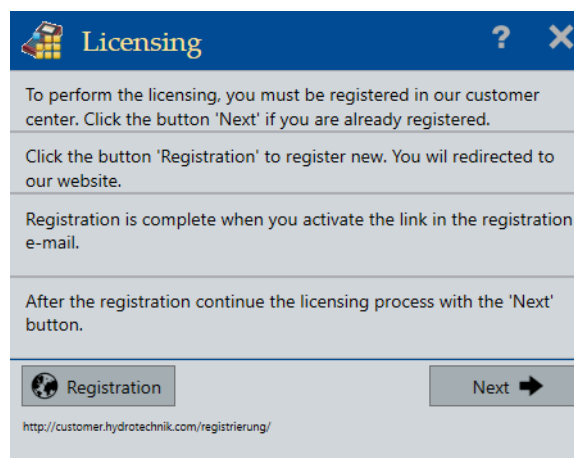 Licensing ? X
To perform the licensing, you must be registered in our customer
center. Click the button 'Next' if you are already registered.
Click the button 'Registration' to register new. You wil redirected to
our website.
Registration is complete when you activate the link in the registration
e-mail.
After the registration continue the licensing process with the 'Next'
button.
Registration Next
http://customer.hydrotechnik.com/registrierung/